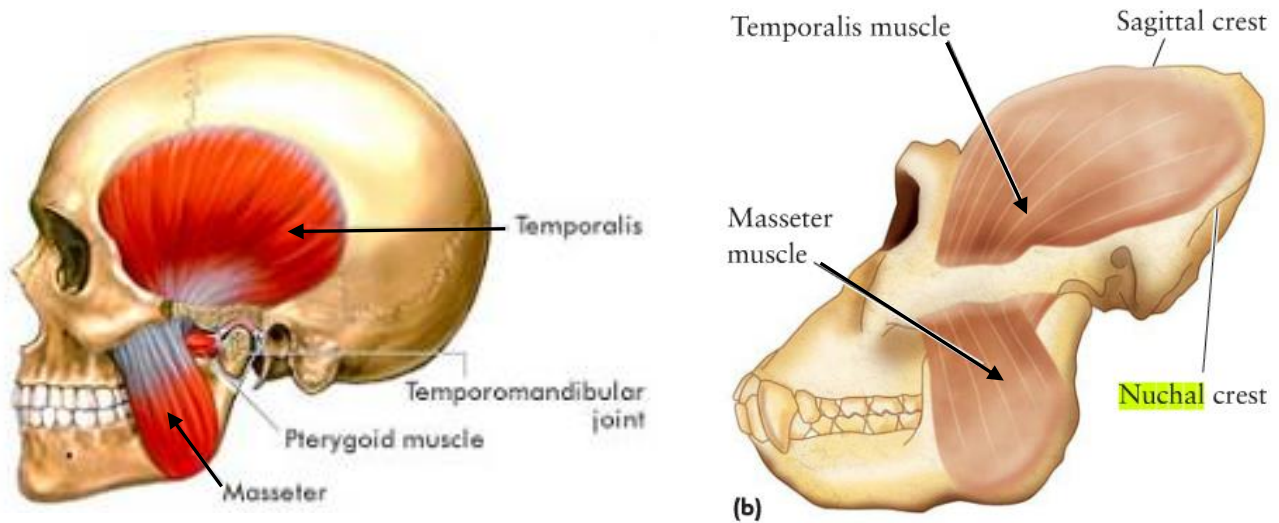 Temporalis
Temporomandibular
joint
Pterygoid muscle
Masseter
Temporalis muscle
Sagittal crest
Masseter
muscle
Nuchal crest
(b)